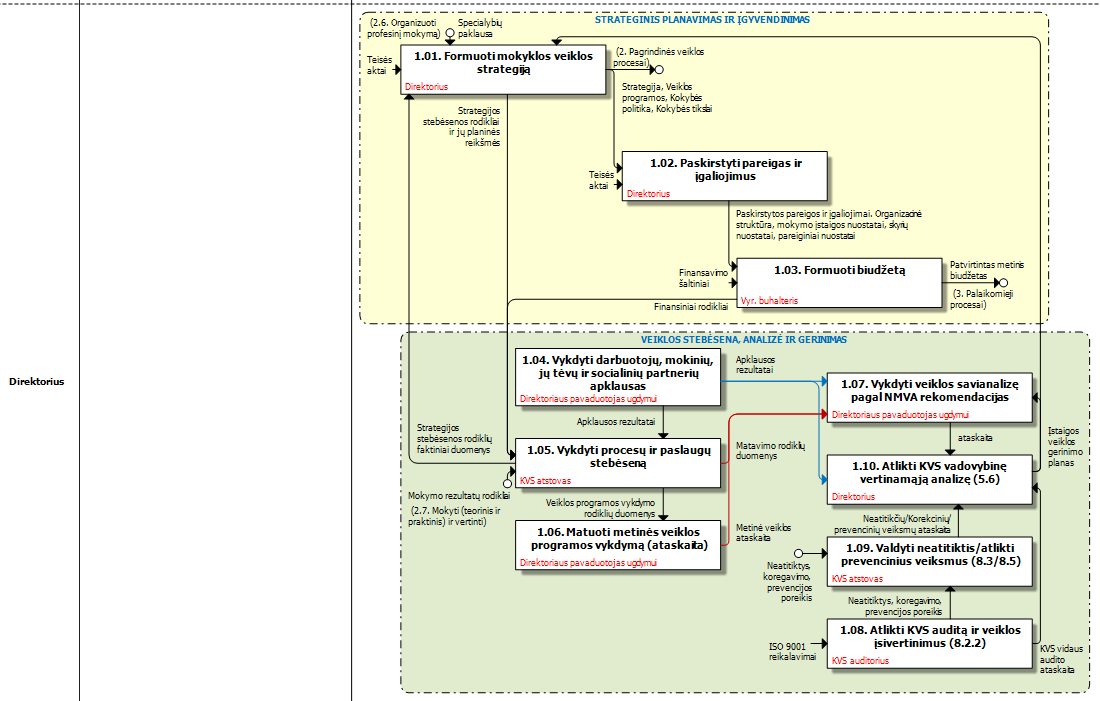 STRATEGINIS PLANAVIMAS IR ĮGYVENDINIMAS
(2.6. Organizuoti
profesinį mokymą)
Specialybių
paklausa
Teisės
aktai
1.01. Formuoti mokyklos veiklos
strategiją
Direktorius
(2. Pagrindinės veiklos
procesai)
Strategija, Veiklos
programos, Kokybės
politika, Kokybės tikslai
Strategijos
stebėsenos rodikliai
ir jų planinės
reikšmės
Teisės
aktai
1.02. Paskirstyti pareigas ir
įgaliojimus
Direktorius
Paskirstytos pareigos ir įgaliojimai. Organizacinė
struktūra, mokymo įstaigos nuostatai, skyrių
nuostatai, pareiginiai nuostatai
Finansavimo
šaltiniai
1.03. Formuoti biudžetą
Vyr. buhalteris
Patvirtintas metinis
biudžetas
(3. Palaikomieji
procesai)
Finansiniai rodikliai
VEIKLOS STEBĖSENA, ANALIZĖ IR GERINIMAS
Direktorius
1.04. Vykdyti darbuotojų, mokinių,
jų tėvų ir socialinių partnerių
apklausas
Direktoriaus pavaduotojas ugdymui
Apklausos
rezultatai
1.07. Vykdyti veiklos savianalizę
pagal NMVA rekomendacijas
Direktoriaus pavaduotojas ugdymui
Apklausos rezultatai
Strategijos
stebėsenos rodiklių
faktiniai duomenys
1.05. Vykdyti procesų ir paslaugų
stebėseną
KVS atstovas
Matavimo rodiklių
duomenys
ataskaita
Įstaigos
veiklos
gerinimo
planas
1.10. Atlikti KVS vadovybinę
vertinamąją analizę (5.6)
Direktorius
Mokymo rezultatų rodikliai
(2.7. Mokyti (teorinis ir
praktinis) ir vertinti)
Veiklos programos vykdymo
rodiklių duomenys
Neatitikčių/Korekcinių/
prevencinių veiksmų ataskaita
1.06. Matuoti metinės veiklos
programos vykdymą (ataskaita)
Direktoriaus pavaduotojas ugdymui
Metinė veiklos
ataskaita
1.09. Valdyti neatitiktis/atlikti
prevencinius veiksmus (8.3/8.5)
KVS atstovas
Neatitiktys,
koregavimo,
prevencijos
poreikis
Neatitiktys, koregavimo,
prevencijos poreikis
1.08. Atlikti KVS auditą ir veiklos
įsivertinimus (8.2.2)
KVS auditorius
ISO 9001
reikalavimai
KVS vidaus
audito
ataskaita